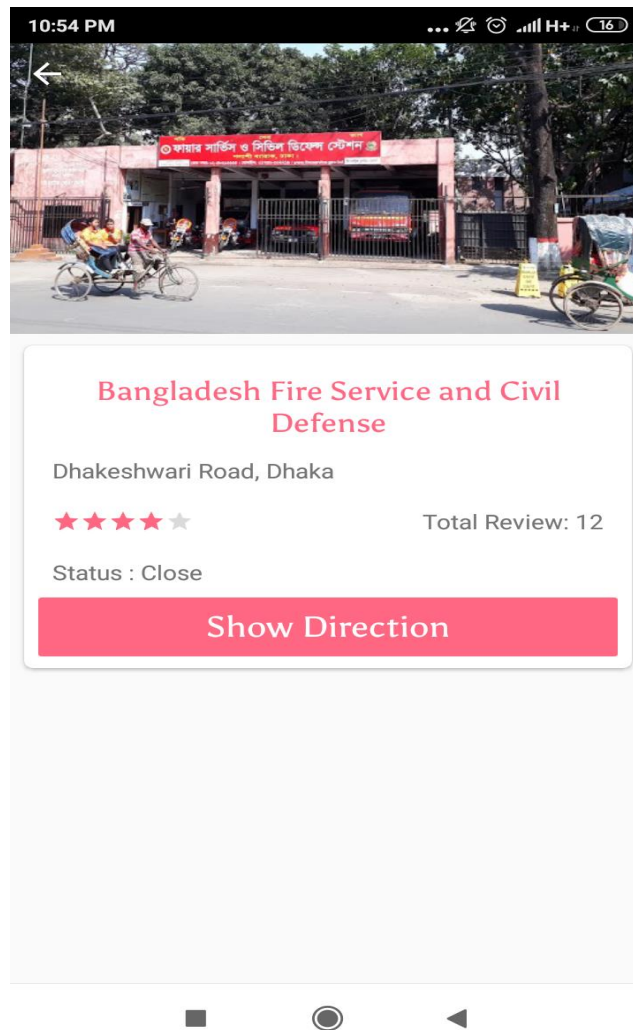 10:54 PM
H+
16
ফায়ার সার্ভিস ও সিভিল ডিফেন্স স্টেশন
Bangladesh Fire Service and Civil
Defense
Dhakeshwari Road, Dhaka
Total Review: 12
Status : Close
Show Direction